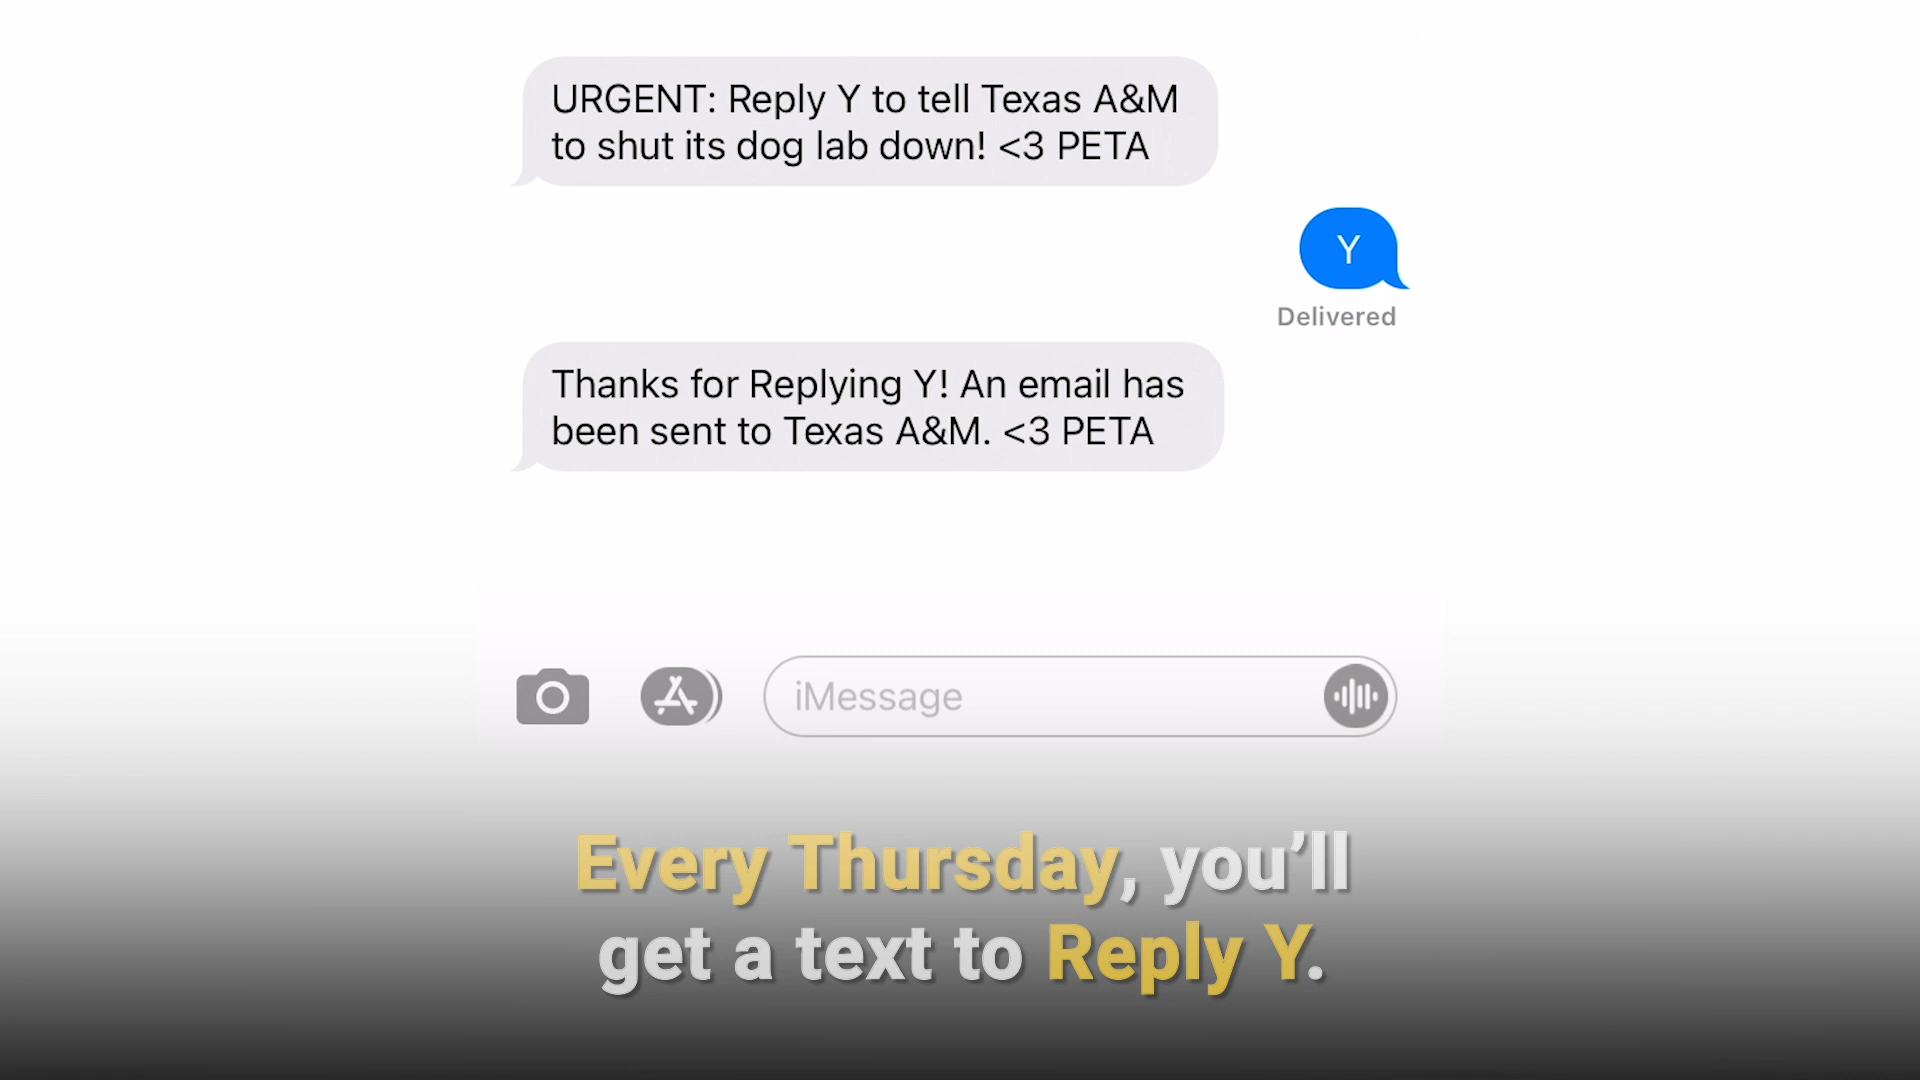 URGENT: Reply Y to tell Texas A&M
to shut its dog lab down! <3 PETA
Y
Delivered
Thanks for Replying Y! An email has
been sent to Texas A&M. <3 PETA
iMessage
Every Thursday, you’ll
get a text to Reply Y.